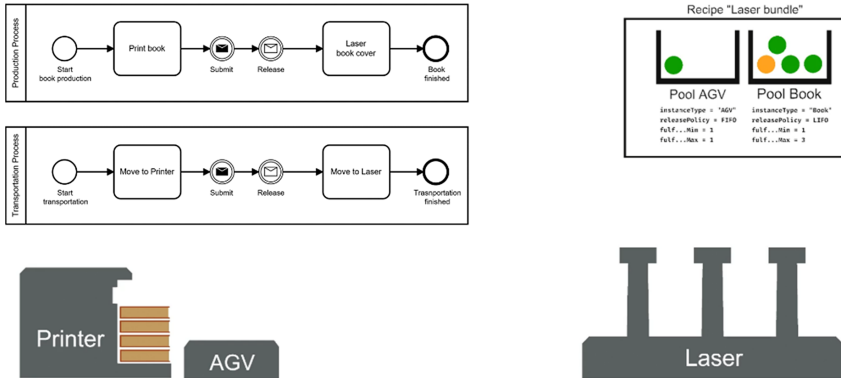 Production Process
Print book
Laser
book cover
Start
book production
Submit
Release
Book
finished
Transportation Process
Move to Printer
Move to Laser
Start
transportation
Submit
Release
Trasnportation
finished
Recipe "Laser bundle"
Pool AGV
instanceType = "AGV"
releasePolicy = FIFO
fulf...Min = 1
fulf...Max = 1
Pool Book
instanceType = "Book"
releasePolicy = LIFO
fulf...Min = 1
fulf...Max = 3
Printer
AGV
Laser